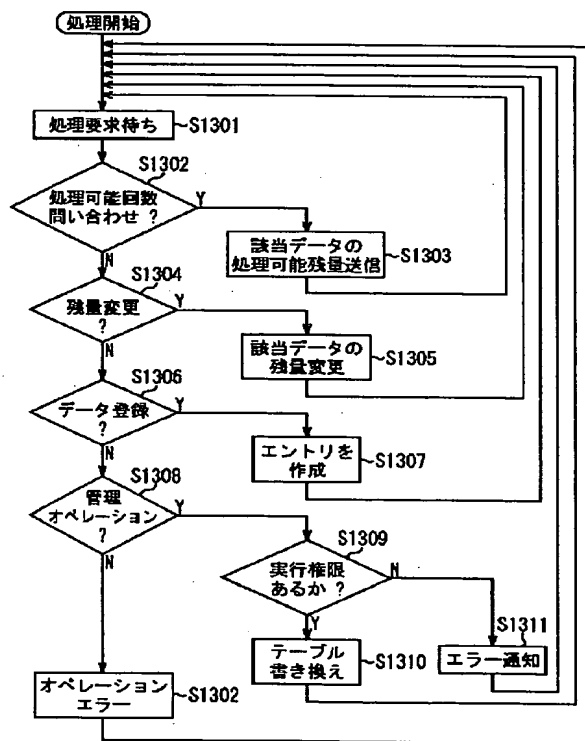 処理開始
処理要求待ち
S1301
S1302
処理可能回数
問い合わせ ?
Y
N
該当データの
処理可能残量送信
S1303
S1304
残量変更
?
Y
N
該当データの
残量変更
S1305
S1306
データ登録
?
Y
N
エントリを
作成
S1307
S1308
管理
オペレーション
?
Y
N
S1309
実行権限
あるか ?
N
Y
テーブル
書き換え
S1310
S1311
エラー通知
オペレーション
エラー
S1302